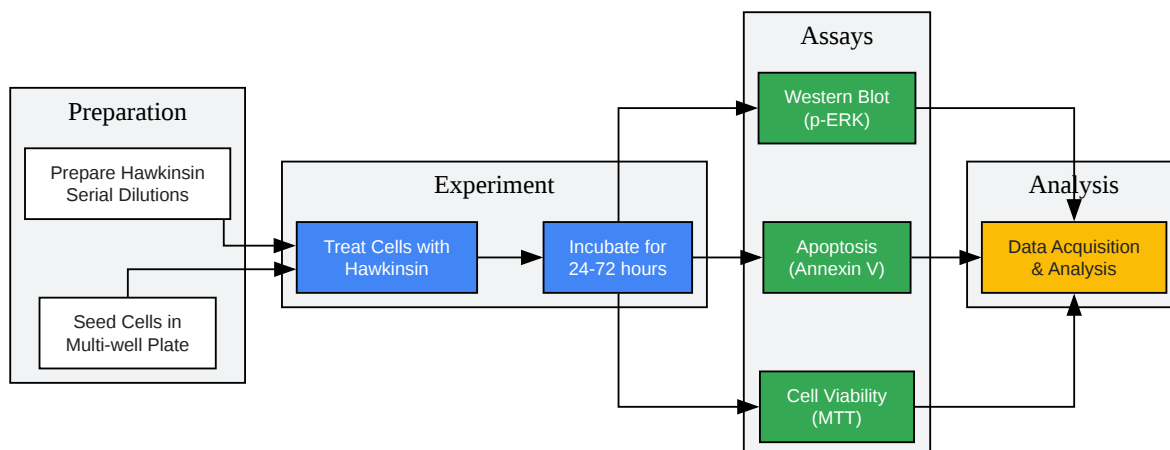 Preparation
Prepare Hawkinsin
Serial Dilutions
Seed Cells in
Multi-well Plate
Experiment
Treat Cells with
Hawkinsin
Incubate for
24-72 hours
Assays
Western Blot
(p-ERK)
Apoptosis
(Annexin V)
Cell Viability
(MTT)
Analysis
Data Acquisition
& Analysis